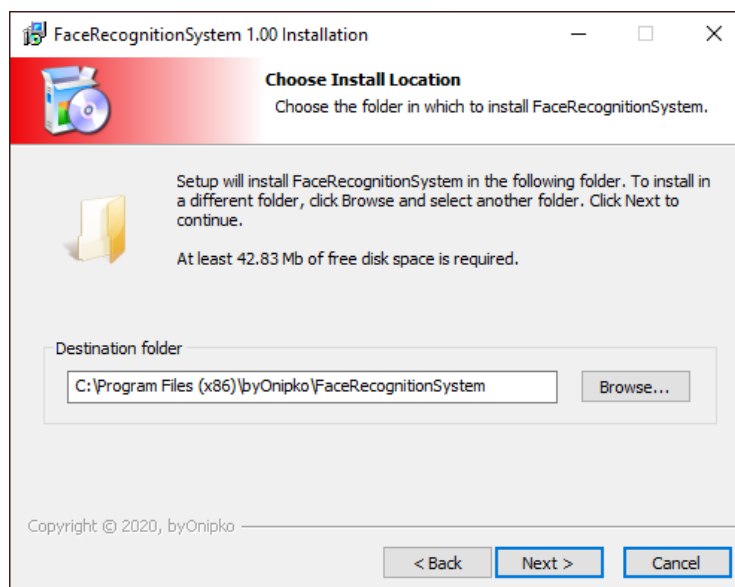 FaceRecognitionSystem 1.00 Installation
Choose Install Location
Choose the folder in which to install FaceRecognitionSystem.
Setup will install FaceRecognitionSystem in the following folder. To install in
a different folder, click Browse and select another folder. Click Next to
continue.
At least 42.83 Mb of free disk space is required.
Destination folder
C:\Program Files (x86)\byOnipko\FaceRecognitionSystem
Browse...
Copyright © 2020, byOnipko
< Back
Next >
Cancel